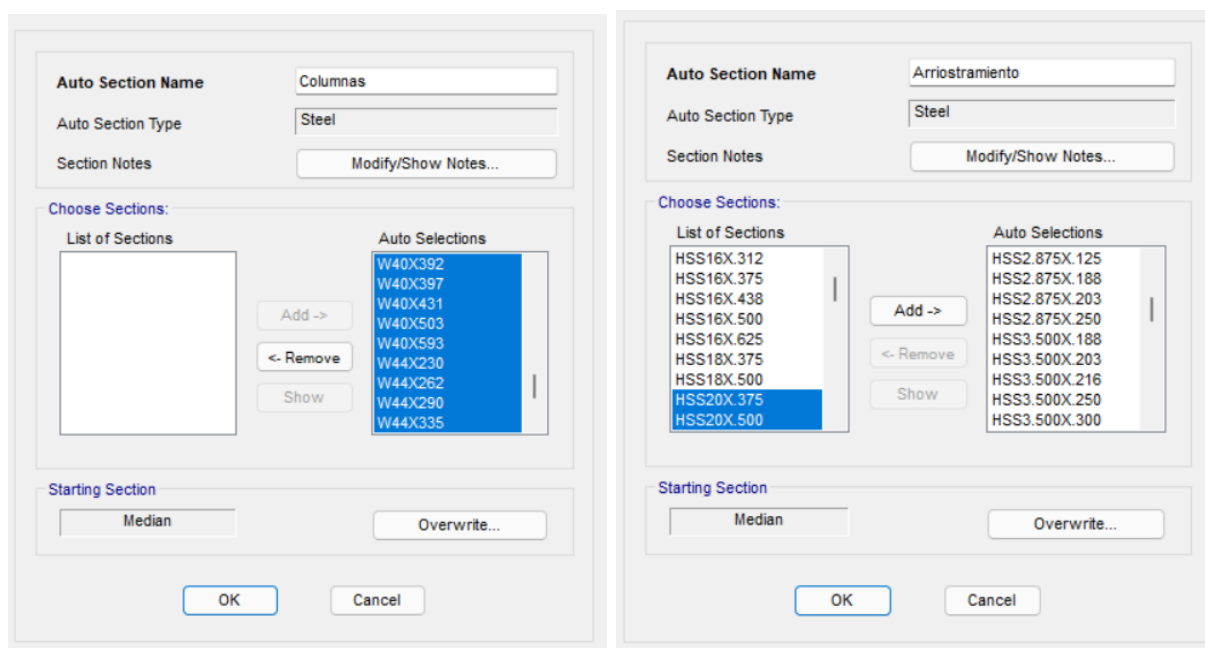 Auto Section Name
Columnas
Auto Section Type
Steel
Section Notes
Modify/Show Notes...
Choose Sections:
List of Sections
Auto Selections
W40X392
W40X397
W40X431
W40X503
W40X593
W44X230
W44X262
W44X290
W44X335
Add ->
<- Remove
Show
Starting Section
Median
Overwrite...
OK
Cancel
Auto Section Name
Arriostramiento
Auto Section Type
Steel
Section Notes
Modify/Show Notes...
Choose Sections:
List of Sections
HSS16X.312
HSS16X.375
HSS16X.438
HSS16X.500
HSS16X.625
HSS18X.375
HSS18X.500
HSS20X.375
HSS20X.500
Add ->
<- Remove
Show
Auto Selections
HSS2.875X.125
HSS2.875X.188
HSS2.875X.203
HSS2.875X.250
HSS3.500X.188
HSS3.500X.203
HSS3.500X.216
HSS3.500X.250
HSS3.500X.300
Starting Section
Median
Overwrite...
OK
Cancel